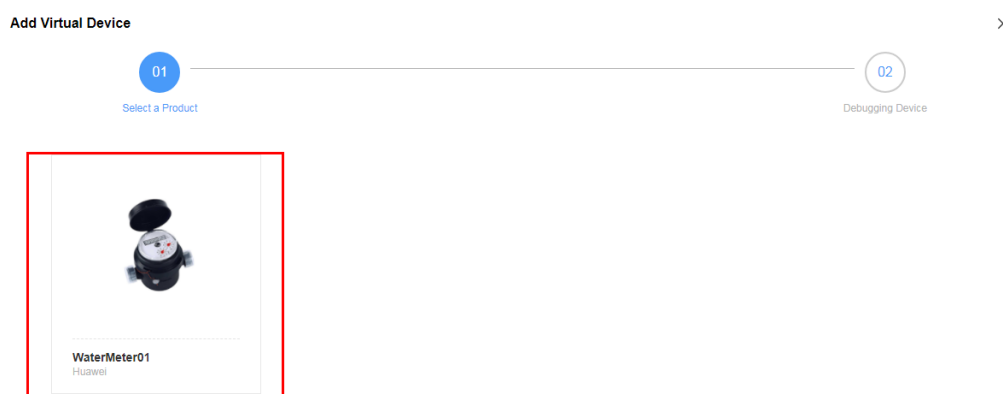 Add Virtual Device
01
02
Select a Product
Debugging Device
WaterMeter01
Huawei